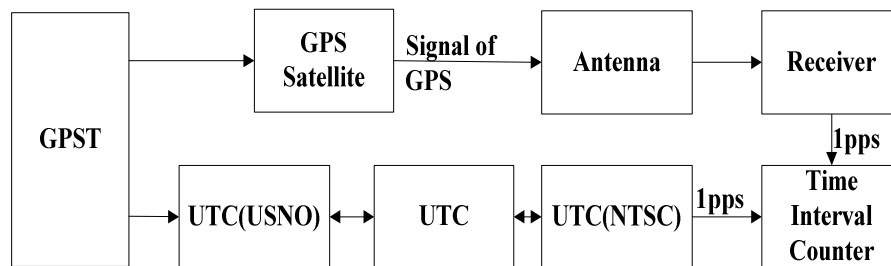 GPST
GPS
Satellite
Signal of
GPS
Antenna
Receiver
1pps
UTC(USNO)
UTC
UTC(NTSC)
1pps
Time
Interval
Counter